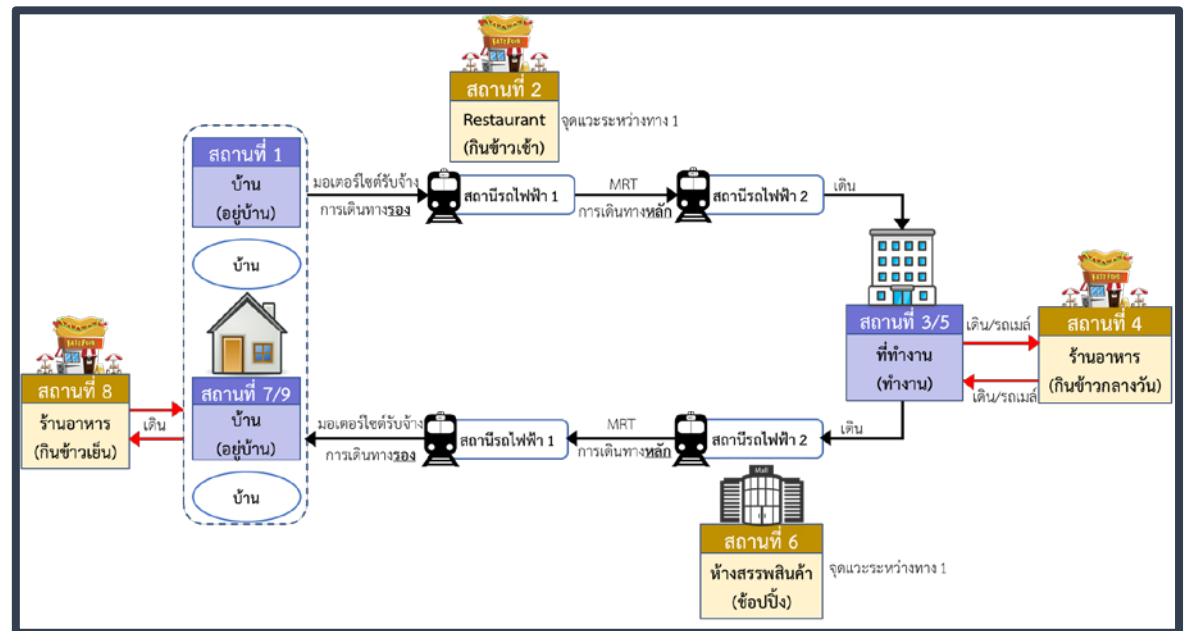 EATS FOOD
สถานที่ 2
Restaurant
(กินข้าวเช้า)
จุดแวะระหว่างทาง 1
สถานที่ 1
บ้าน
(อยู่บ้าน)
มอเตอร์ไซต์รับจ้าง
การเดินทางรอง
สถานีรถไฟฟ้า 1
MRT
การเดินทางหลัก
สถานีรถไฟฟ้า 2
เดิน
บ้าน
สถานที่ 3/5
ที่ทำงาน
(ทำงาน)
เดิน/รถเมล์
เดิน/รถเมล์
สถานที่ 4
ร้านอาหาร
(กินข้าวกลางวัน)
สถานที่ 8
ร้านอาหาร
(กินข้าวเย็น)
เดิน
สถานที่ 7/9
บ้าน
(อยู่บ้าน)
มอเตอร์ไซต์รับจ้าง
การเดินทางรอง
สถานีรถไฟฟ้า 1
MRT
การเดินทางหลัก
สถานีรถไฟฟ้า 2
เดิน
บ้าน
Mall
สถานที่ 6
ห้างสรรพสินค้า
(ช้อปปิ้ง)
จุดแวะระหว่างทาง 1